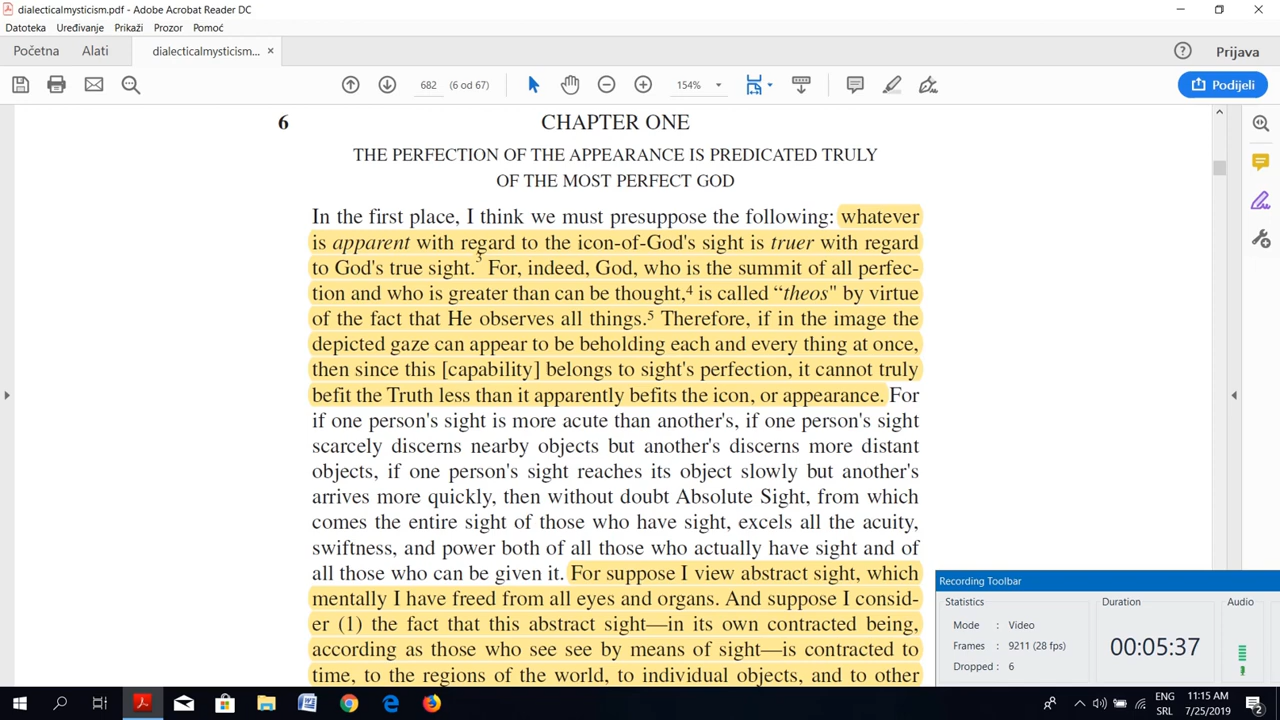 dialecticalmysticism.pdf - Adobe Acrobat Reader DC
Datoteka Uređivanje Prikaži Prozor Pomoć
Početna Alati dialecticalmysticism... × Prijava
682 (6 od 67) 154% Podijeli
6 CHAPTER ONE
THE PERFECTION OF THE APPEARANCE IS PREDICATED TRULY
OF THE MOST PERFECT GOD
In the first place, I think we must presuppose the following: whatever
is apparent with regard to the icon-of-God's sight is truer with regard
to God's true sight.³ For, indeed, God, who is the summit of all perfec-
tion and who is greater than can be thought,⁴ is called “theos" by virtue
of the fact that He observes all things.⁵ Therefore, if in the image the
depicted gaze can appear to be beholding each and every thing at once,
then since this [capability] belongs to sight's perfection, it cannot truly
befit the Truth less than it apparently befits the icon, or appearance. For
if one person's sight is more acute than another's, if one person's sight
scarcely discerns nearby objects but another's discerns more distant
objects, if one person's sight reaches its object slowly but another's
arrives more quickly, then without doubt Absolute Sight, from which
comes the entire sight of those who have sight, excels all the acuity,
swiftness, and power both of all those who actually have sight and of
all those who can be given it. For suppose I view abstract sight, which
mentally I have freed from all eyes and organs. And suppose I consid-
er (1) the fact that this abstract sight—in its own contracted being,
according as those who see see by means of sight—is contracted to
time, to the regions of the world, to individual objects, and to other
Recording Toolbar
Statistics Duration Audio
Mode : Video
Frames : 9211 (28 fps)
Dropped : 6
00:05:37
ENG 11:15 AM
SRL 7/25/2019
2